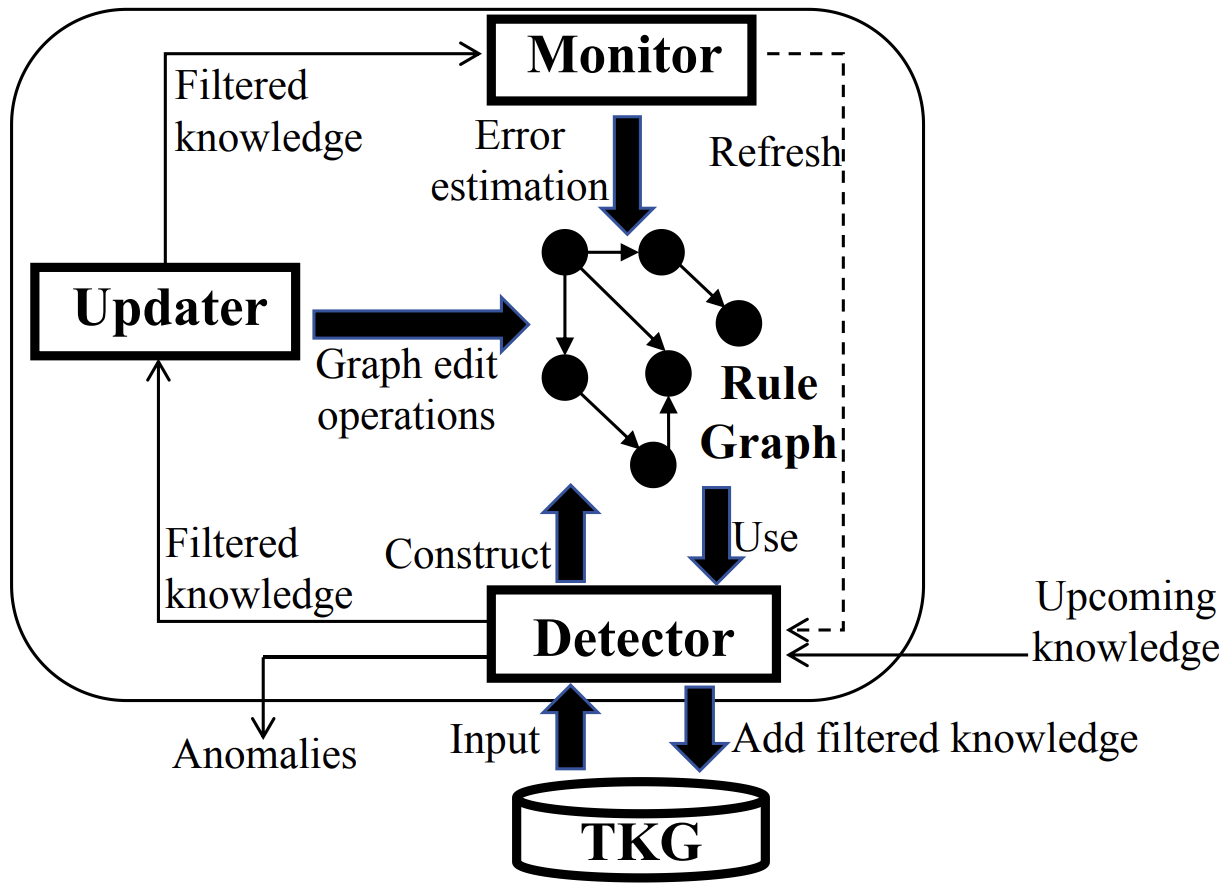 Monitor
Filtered
knowledge
Error
estimation
Refresh
Updater
Graph edit
operations
Rule
Graph
Filtered
knowledge
Construct
Use
Detector
Upcoming
knowledge
Anomalies
Input
Add filtered knowledge
TKG